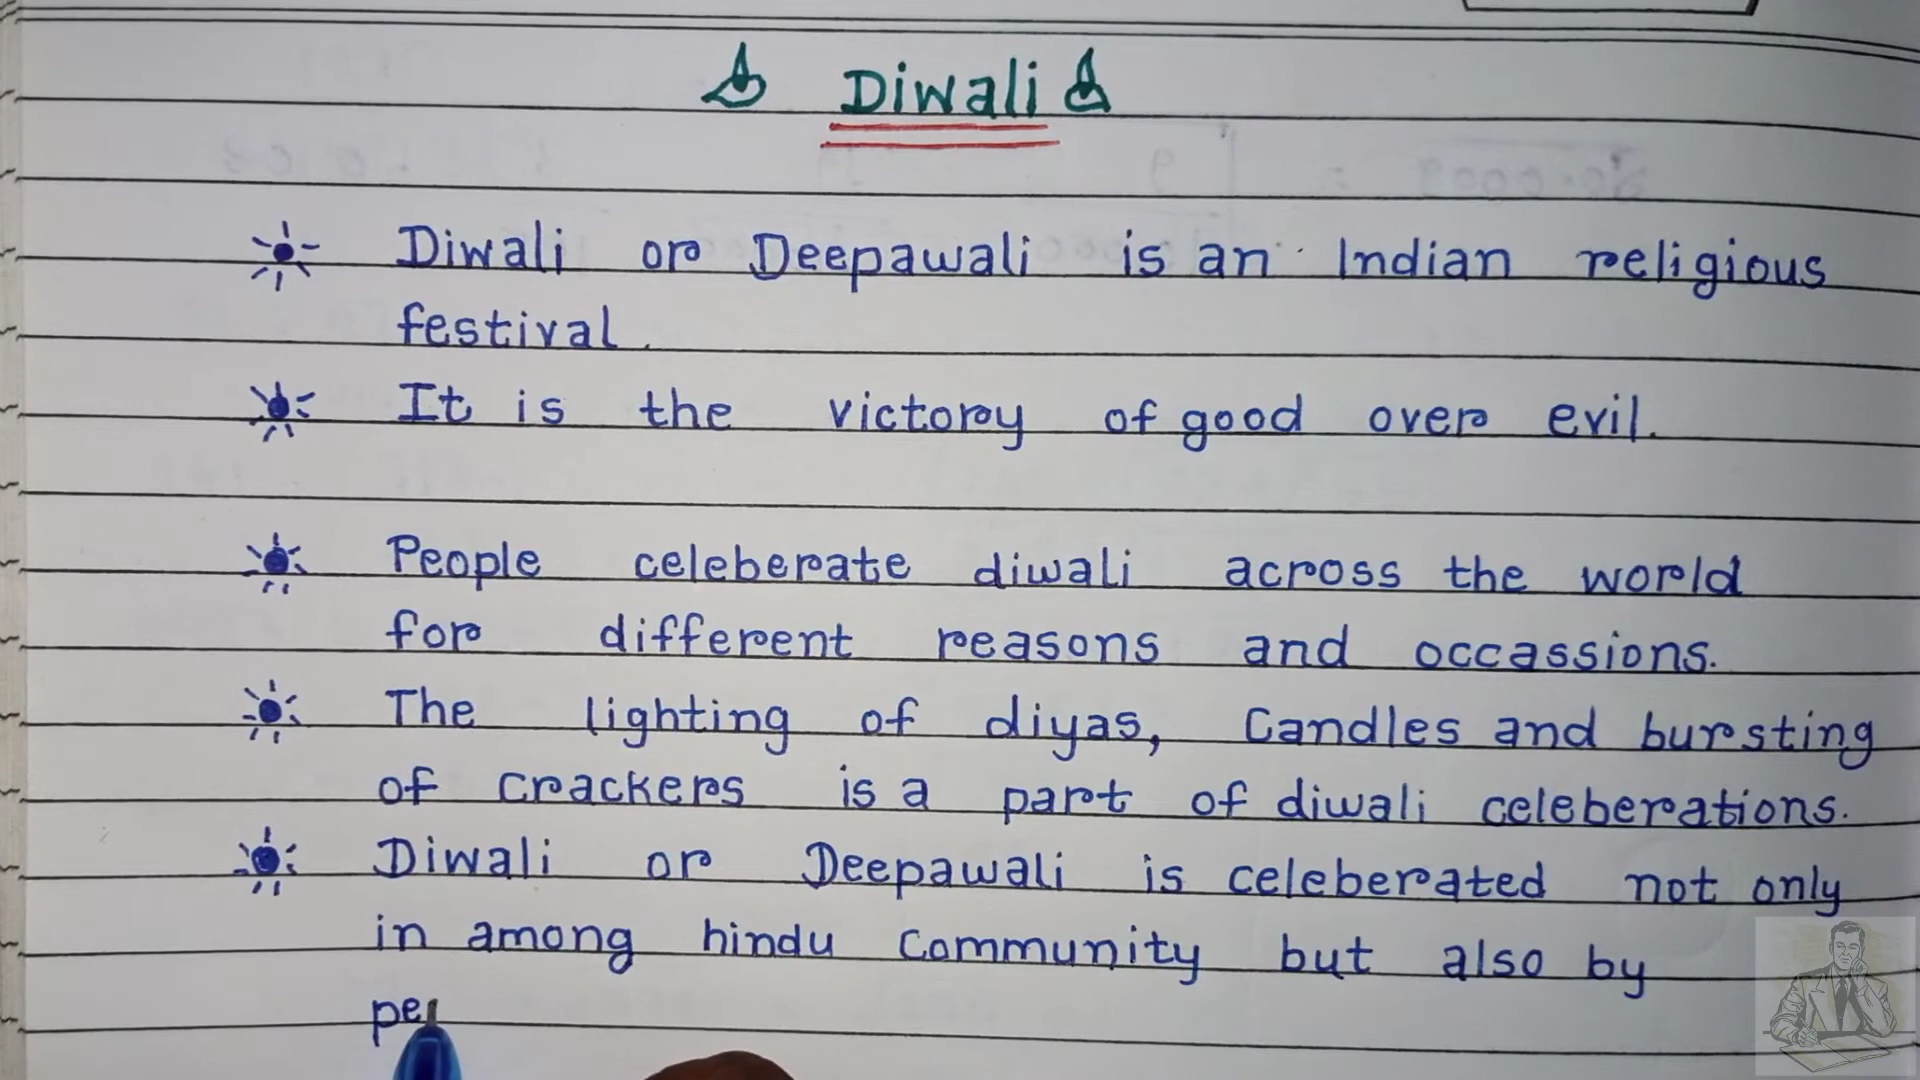 Diwali
Diwali or Deepawali is an Indian religious
festival.
It is the victory of good over evil.
People celeberate diwali across the world
for different reasons and occassions.
The lighting of diyas, Candles and bursting
of crackers is a part of diwali celeberations.
Diwali or Deepawali is celeberated not only
in among hindu Community but also by